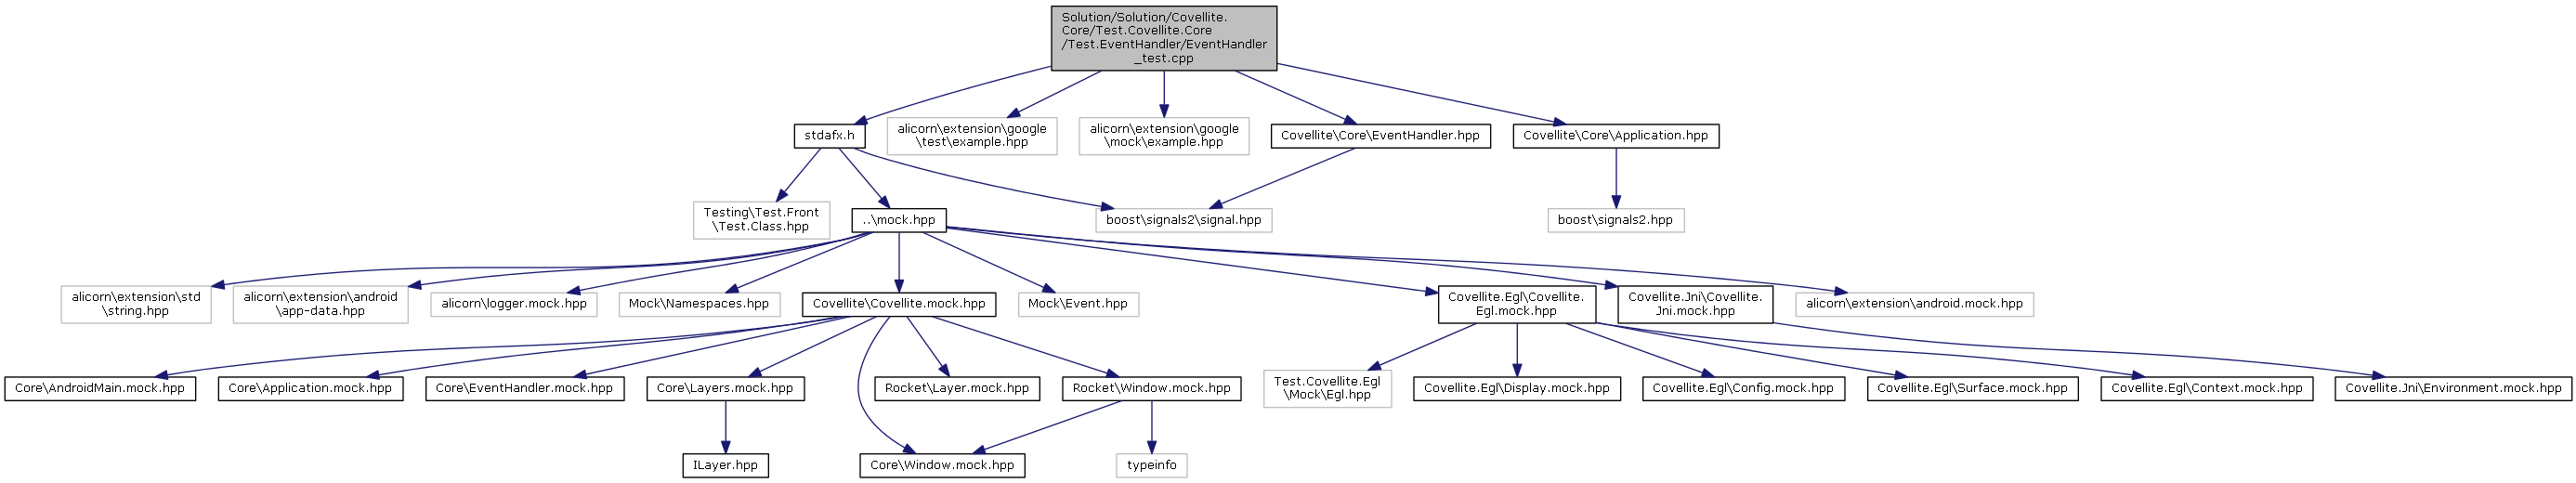 Solution/Solution/Covellite.
Core/Test.Covellite.Core
/Test.EventHandler/EventHandler
_test.cpp
stdafx.h
alicorn\extension\google
\test\example.hpp
alicorn\extension\google
\mock\example.hpp
Covellite\Core\EventHandler.hpp
Covellite\Core\Application.hpp
Testing\Test.Front
\Test.Class.hpp
..\mock.hpp
boost\signals2\signal.hpp
boost\signals2.hpp
alicorn\extension\std
\string.hpp
alicorn\extension\android
\app-data.hpp
alicorn\logger.mock.hpp
Mock\Namespaces.hpp
Covellite\Covellite.mock.hpp
Mock\Event.hpp
Covellite.Egl\Covellite.
Egl.mock.hpp
Covellite.Jni\Covellite.
Jni.mock.hpp
alicorn\extension\android.mock.hpp
Core\AndroidMain.mock.hpp
Core\Application.mock.hpp
Core\EventHandler.mock.hpp
Core\Layers.mock.hpp
Rocket\Layer.mock.hpp
Rocket\Window.mock.hpp
Test.Covellite.Egl
\Mock\Egl.hpp
Covellite.Egl\Display.mock.hpp
Covellite.Egl\Config.mock.hpp
Covellite.Egl\Surface.mock.hpp
Covellite.Egl\Context.mock.hpp
Covellite.Jni\Environment.mock.hpp
ILayer.hpp
Core\Window.mock.hpp
typeinfo